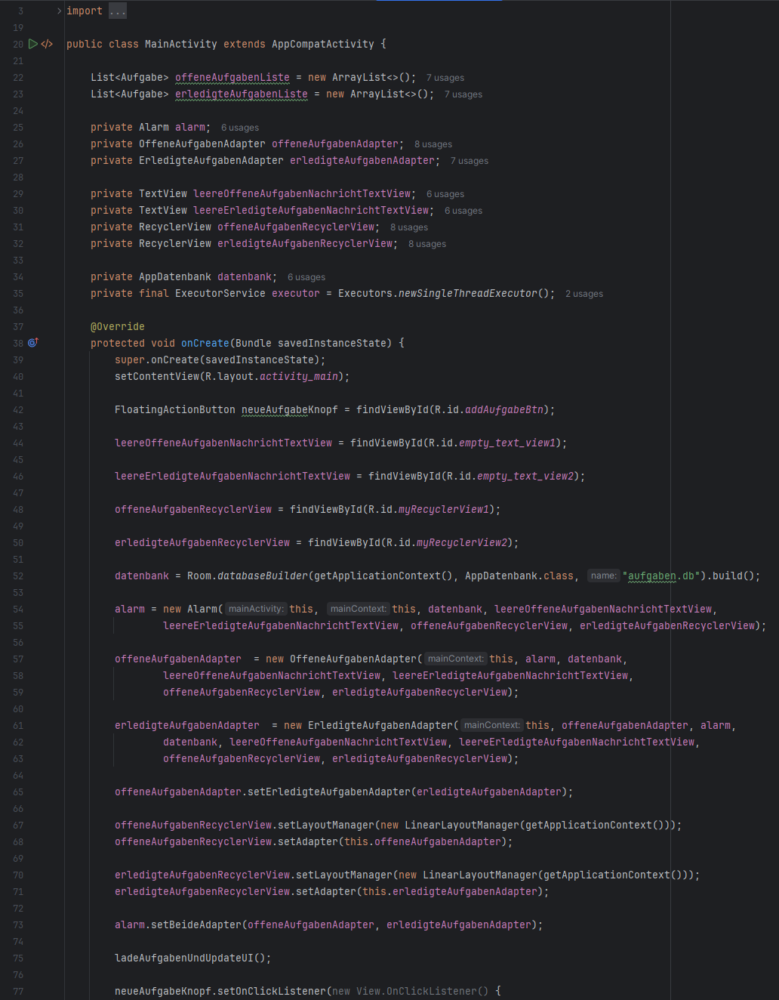 3 import ...
19
20 public class MainActivity extends AppCompatActivity {
21
22 List<Aufgabe> offeneAufgabenListe = new ArrayList<>(); 7 usages
23 List<Aufgabe> erledigteAufgabenListe = new ArrayList<>(); 7 usages
24
25 private Alarm alarm; 6 usages
26 private OffeneAufgabenAdapter offeneAufgabenAdapter; 8 usages
27 private ErledigteAufgabenAdapter erledigteAufgabenAdapter; 7 usages
28
29 private TextView leereOffeneAufgabenNachrichtTextView; 6 usages
30 private TextView leereErledigteAufgabenNachrichtTextView; 6 usages
31 private RecyclerView offeneAufgabenRecyclerView; 8 usages
32 private RecyclerView erledigteAufgabenRecyclerView; 8 usages
33
34 private AppDatenbank datenbank; 6 usages
35 private final ExecutorService executor = Executors.newSingleThreadExecutor(); 2 usages
36
37 @Override
38 protected void onCreate(Bundle savedInstanceState) {
39 super.onCreate(savedInstanceState);
40 setContentView(R.layout.activity_main);
41
42 FloatingActionButton neueAufgabeKnopf = findViewById(R.id.addAufgabeBtn);
43
44 leereOffeneAufgabenNachrichtTextView = findViewById(R.id.empty_text_view1);
45
46 leereErledigteAufgabenNachrichtTextView = findViewById(R.id.empty_text_view2);
47
48 offeneAufgabenRecyclerView = findViewById(R.id.myRecyclerView1);
49
50 erledigteAufgabenRecyclerView = findViewById(R.id.myRecyclerView2);
51
52 datenbank = Room.databaseBuilder(getApplicationContext(), AppDatenbank.class, name: "aufgaben.db").build();
53
54 alarm = new Alarm( mainActivity: this, mainContext: this, datenbank, leereOffeneAufgabenNachrichtTextView,
55 leereErledigteAufgabenNachrichtTextView, offeneAufgabenRecyclerView, erledigteAufgabenRecyclerView);
56
57 offeneAufgabenAdapter = new OffeneAufgabenAdapter( mainContext: this, alarm, datenbank,
58 leereOffeneAufgabenNachrichtTextView, leereErledigteAufgabenNachrichtTextView,
59 offeneAufgabenRecyclerView, erledigteAufgabenRecyclerView);
60
61 erledigteAufgabenAdapter = new ErledigteAufgabenAdapter( mainContext: this, offeneAufgabenAdapter, alarm,
62 datenbank, leereOffeneAufgabenNachrichtTextView, leereErledigteAufgabenNachrichtTextView,
63 offeneAufgabenRecyclerView, erledigteAufgabenRecyclerView);
64
65 offeneAufgabenAdapter.setErledigteAufgabenAdapter(erledigteAufgabenAdapter);
66
67 offeneAufgabenRecyclerView.setLayoutManager(new LinearLayoutManager(getApplicationContext()));
68 offeneAufgabenRecyclerView.setAdapter(this.offeneAufgabenAdapter);
69
70 erledigteAufgabenRecyclerView.setLayoutManager(new LinearLayoutManager(getApplicationContext()));
71 erledigteAufgabenRecyclerView.setAdapter(this.erledigteAufgabenAdapter);
72
73 alarm.setBeideAdapter(offeneAufgabenAdapter, erledigteAufgabenAdapter);
74
75 ladeAufgabenUndUpdateUI();
76
77 neueAufgabeKnopf.setOnClickListener(new View.OnClickListener() {